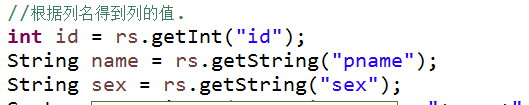 //根据列名得到列的值.
int id = rs.getInt("id");
String name = rs.getString("pname");
String sex = rs.getString("sex");